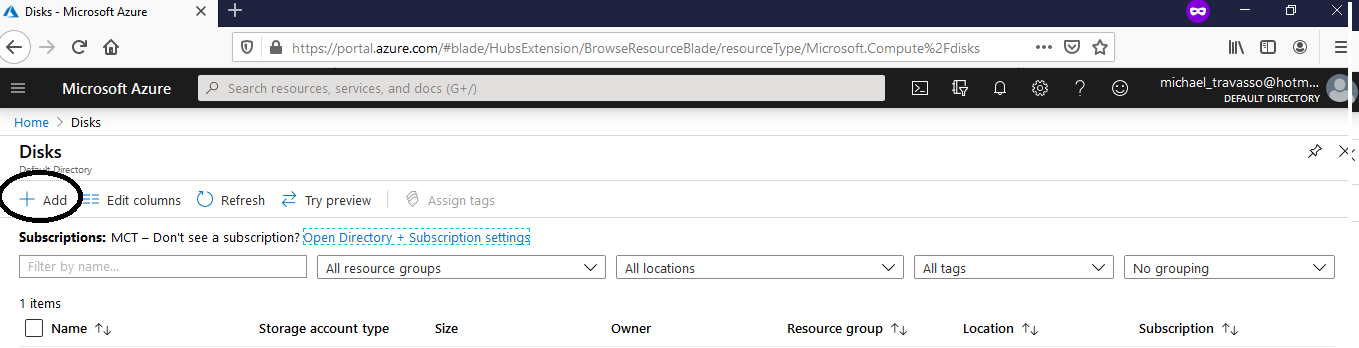 Disks - Microsoft Azure
https://portal.azure.com/#blade/HubsExtension/BrowseResourceBlade/resourceType/Microsoft.Compute%2Fdisks
Microsoft Azure
Search resources, services, and docs (G+/)
michael_travasso@hotm...
DEFAULT DIRECTORY
Home > Disks
Disks
Default Directory
Add Edit columns Refresh Try preview Assign tags
Subscriptions: MCT – Don't see a subscription? Open Directory + Subscription settings
Filter by name... All resource groups All locations All tags No grouping
1 items
Name Storage account type Size Owner Resource group Location Subscription